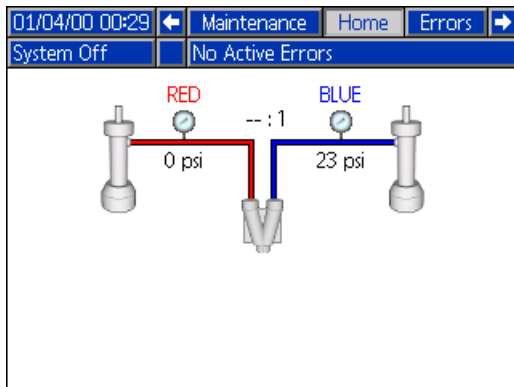 01/04/00 00:29 Maintenance Home Errors
System Off No Active Errors
RED BLUE
-- : 1
0 psi 23 psi